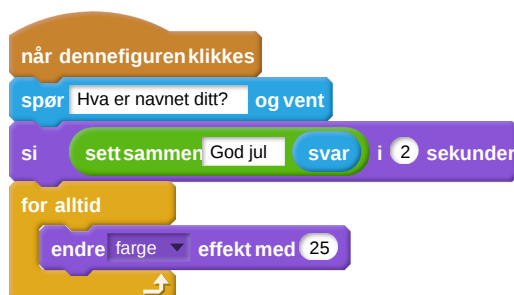 når denne figuren klikkes
spør Hva er navnet ditt? og vent
si sett sammen God jul svar i 2 sekunder
for alltid
endre farge effekt med 25